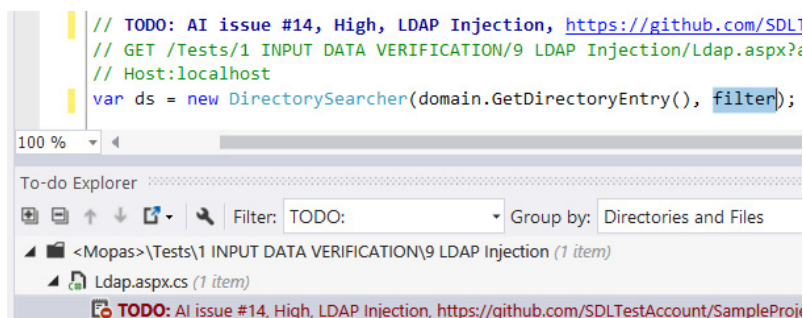 // TODO: AI issue #14, High, LDAP Injection, https://github.com/SDLT
// GET /Tests/1 INPUT DATA VERIFICATION/9 LDAP Injection/Ldap.aspx?a
// Host:localhost
var ds = new DirectorySearcher(domain.GetDirectoryEntry(), filter);
100 %
To-do Explorer
Filter: TODO: Group by: Directories and Files
<Mopas>\Tests\1 INPUT DATA VERIFICATION\9 LDAP Injection (1 item)
Ldap.aspx.cs (1 item)
TODO: AI issue #14, High, LDAP Injection, https://github.com/SDLTestAccount/SampleProje